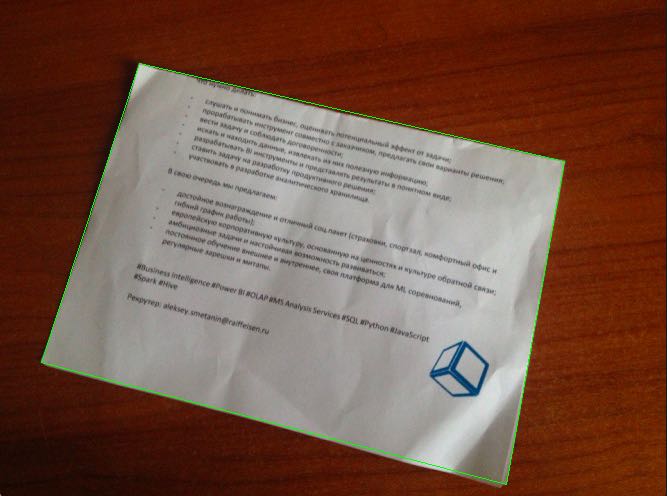 что нужно делать:
- слушать и понимать бизнес, оценивать потенциальный эффект от задачи;
- прорабатывать инструмент совместно с заказчиком, предлагать свои варианты решения;
- вести задачу и соблюдать договоренности;
- искать и находить данные, извлекать из них полезную информацию;
- разрабатывать BI инструменты и представлять результаты в понятном виде;
- ставить задачу на разработку продуктивного решения;
- участвовать в разработке аналитического хранилища.
В свою очередь мы предлагаем:
- достойное вознаграждение и отличный соц.пакет (страховки, спортзал, комфортный офис и
гибкий график работы);
- европейскую корпоративную культуру, основанную на ценностях и культуре обратной связи;
- амбициозные задачи и настойчивая возможность развиваться;
- постоянное обучение внешнее и внутреннее, своя платформа для ML соревнований,
регулярные зарешки и митапы.
#Business Intelligence #Power BI #OLAP #MS Analysis Services #SQL #Python #JavaScript
#Spark #Hive
Рекрутер: aleksey.smetanin@raiffeisen.ru